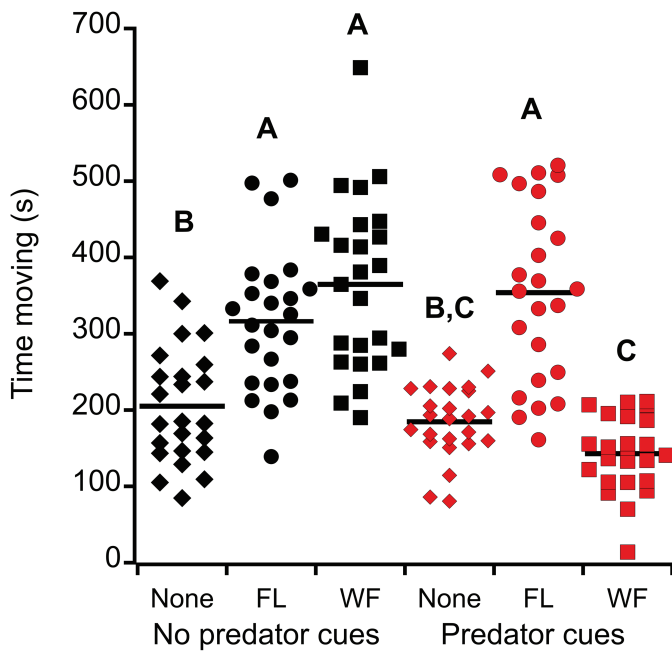 700
600
500
400
300
200
100
0
Time moving (s)
B
A
A
B,C
A
C
None FL WF None FL WF
No predator cues Predator cues